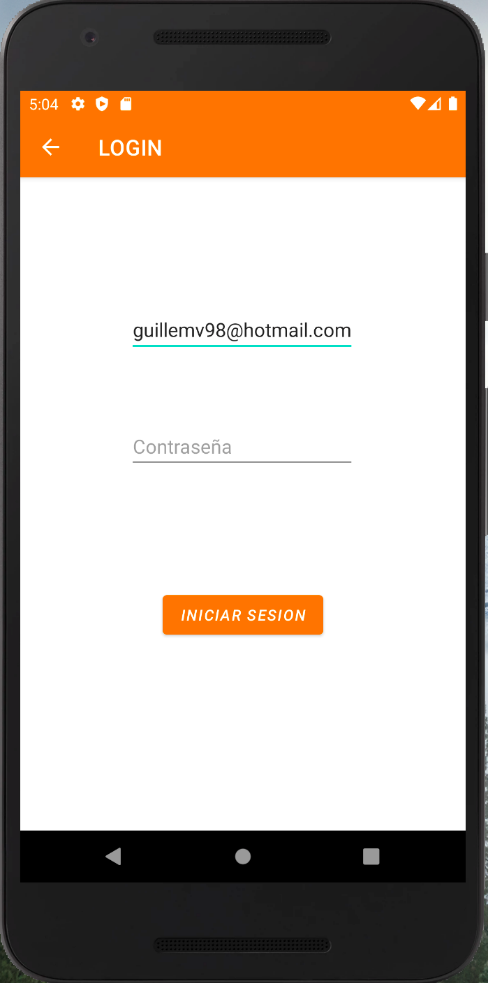 5:04
LOGIN
guillemv98@hotmail.com
Contraseña
INICIAR SESION